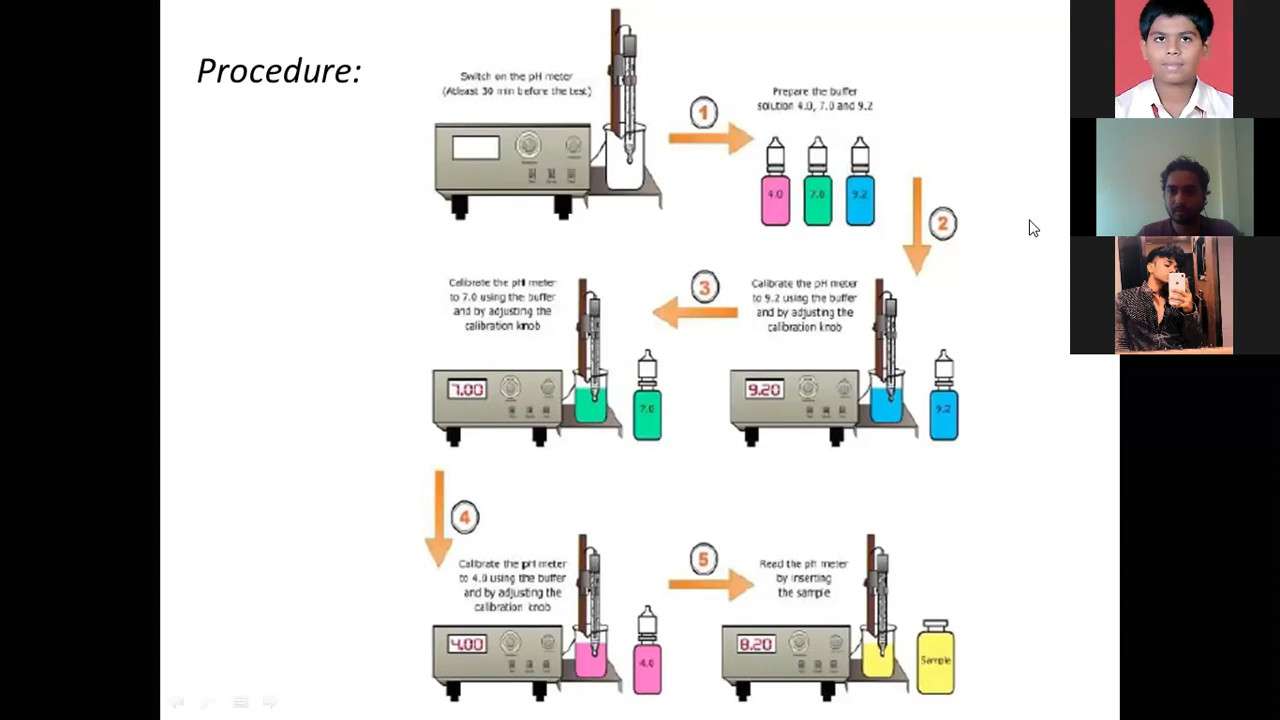 Procedure:
Switch on the pH meter
(Atleast 30 min before the test)
1
Prepare the buffer
solution 4.0, 7.0 and 9.2
4.0
7.0
9.2
2
Calibrate the pH meter
to 9.2 using the buffer
and by adjusting the
calibration knob
9.20
9.2
3
Calibrate the pH meter
to 7.0 using the buffer
and by adjusting the
calibration knob
7.00
7.0
4
Calibrate the pH meter
to 4.0 using the buffer
and by adjusting the
calibration knob
4.00
4.0
5
Read the pH meter
by inserting
the sample
8.20
Sample